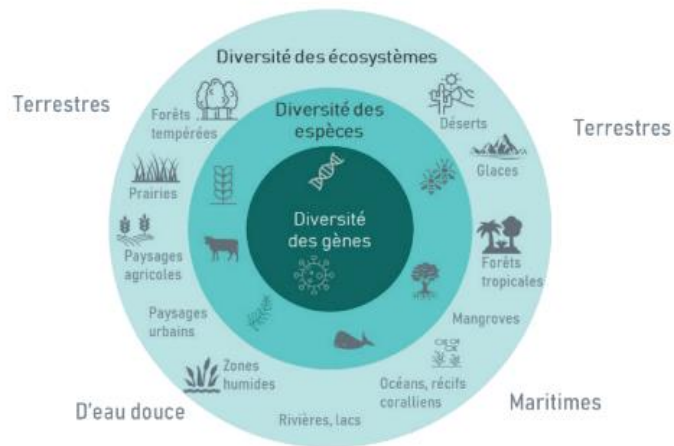 Diversité des écosystèmes
Terrestres
Terrestres
Forêts
tempérées
Diversité des
espèces
Déserts
Glaces
Prairies
Diversité
des gènes
Paysages
agricoles
Forêts
tropicales
Paysages
urbains
Mangroves
Zones
humides
Océans, récifs
coralliens
D'eau douce
Maritimes
Rivières, lacs